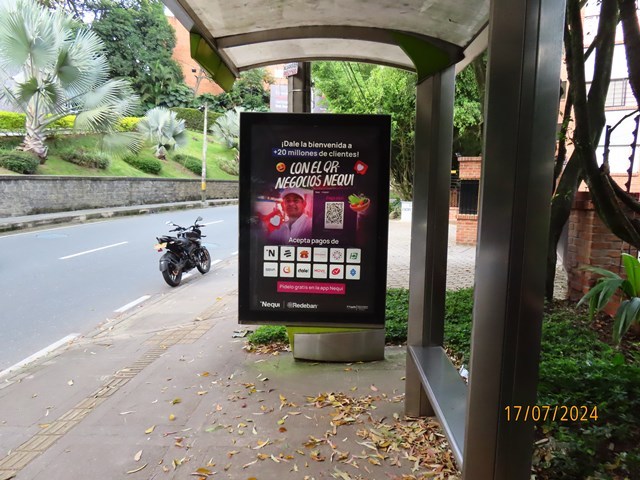 ¡Dale la bienvenida a
+20 millones de clientes!
CON EL QR
NEGOCIOS NEQUI
Acepta pagos de
Pídelo gratis en la app Nequi
Nequi Redeban
17/07/2024